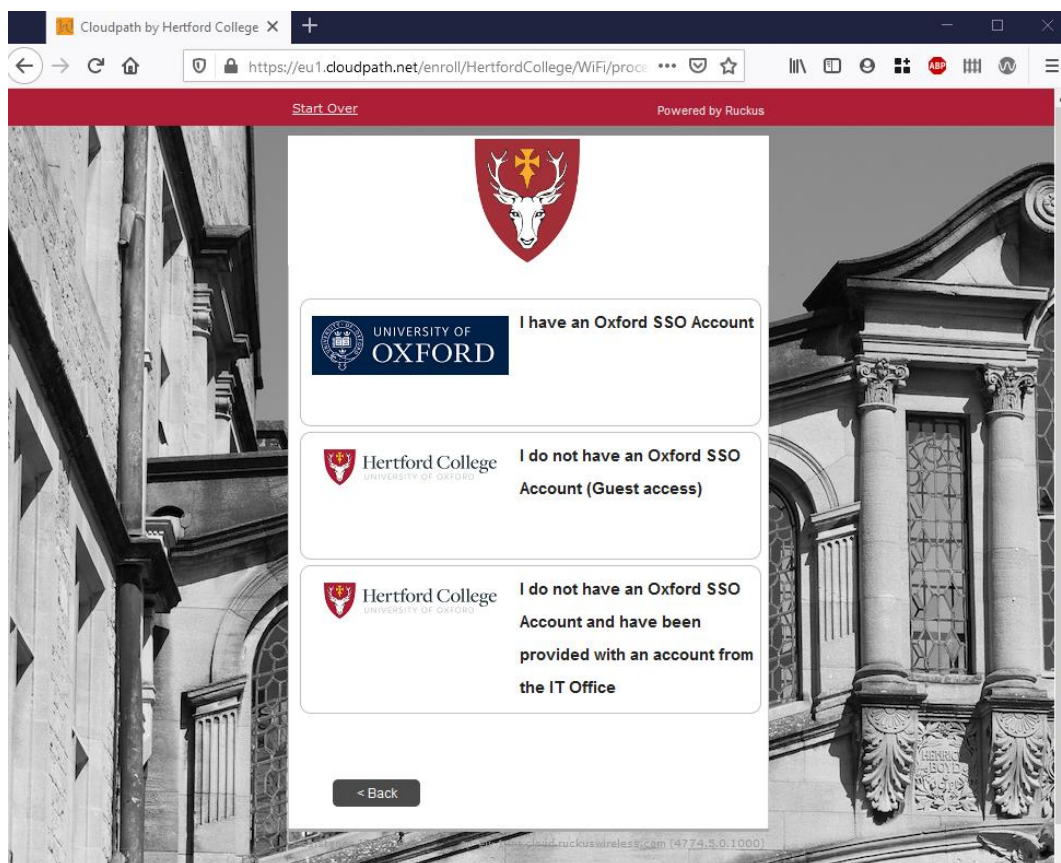 Cloudpath by Hertford College
https://eu1.cloudpath.net/enroll/HertfordCollege/WiFi/proce
ABP
Start Over
Powered by Ruckus
I have an Oxford SSO Account
UNIVERSITY OF
OXFORD
I do not have an Oxford SSO
Hertford College
UNIVERSITY OF OXFORD
Account (Guest access)
I do not have an Oxford SSO
Hertford College
UNIVERSITY OF OXFORD
Account and have been
provided with an account from
the IT Office
HENRIC
BOYD
< Back
cloud.ruckuswireless.com (4774.5.0.1000)